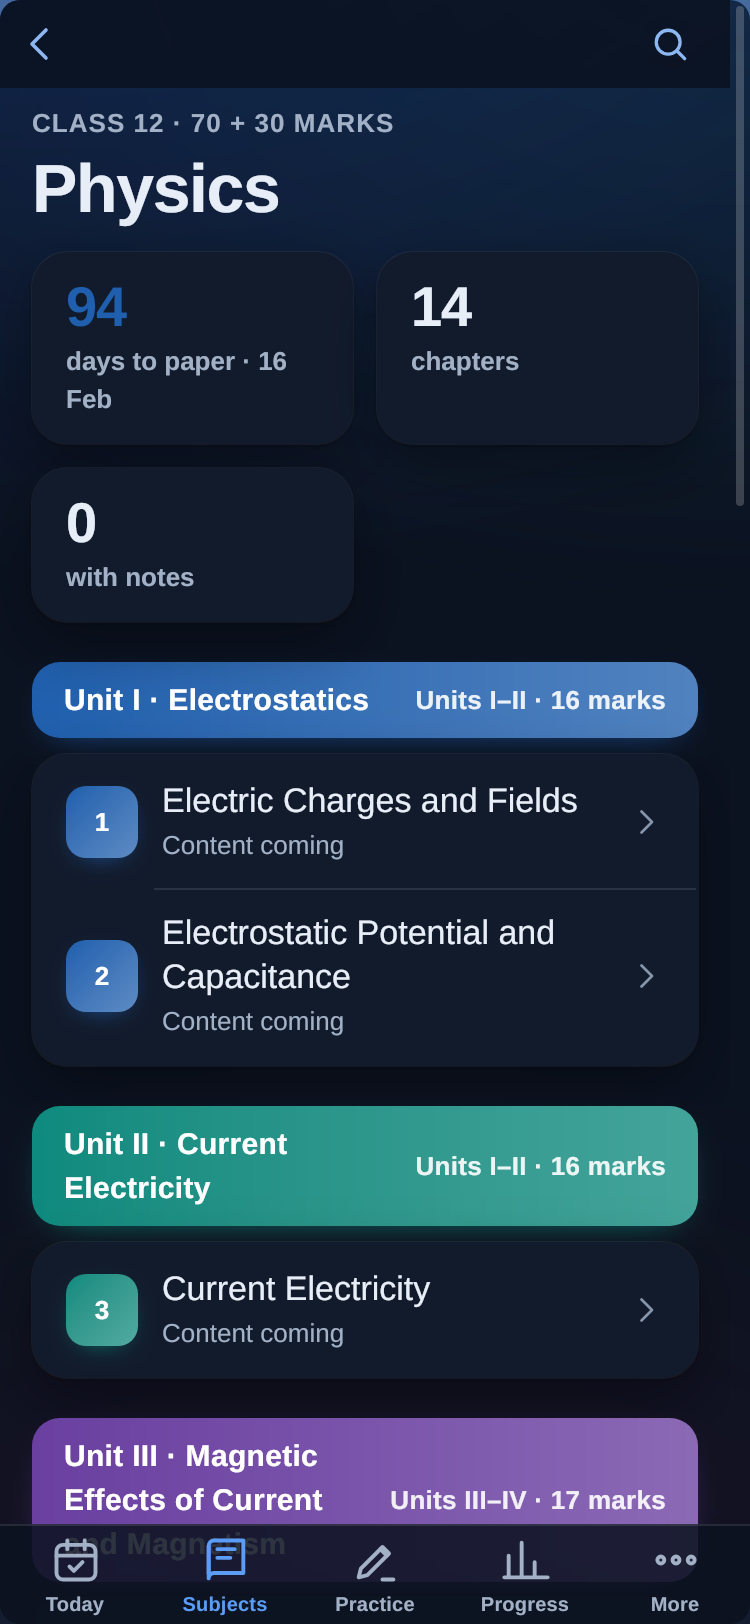 CLASS 12 · 70 + 30 MARKS
Physics
94
days to paper · 16
Feb
14
chapters
0
with notes
Unit I · Electrostatics
Units I–II · 16 marks
1
Electric Charges and Fields
Content coming
2
Electrostatic Potential and
Capacitance
Content coming
Unit II · Current
Electricity
Units I–II · 16 marks
3
Current Electricity
Content coming
Unit III · Magnetic
Effects of Current
and Magnetism
Units III–IV · 17 marks
Today
Subjects
Practice
Progress
More